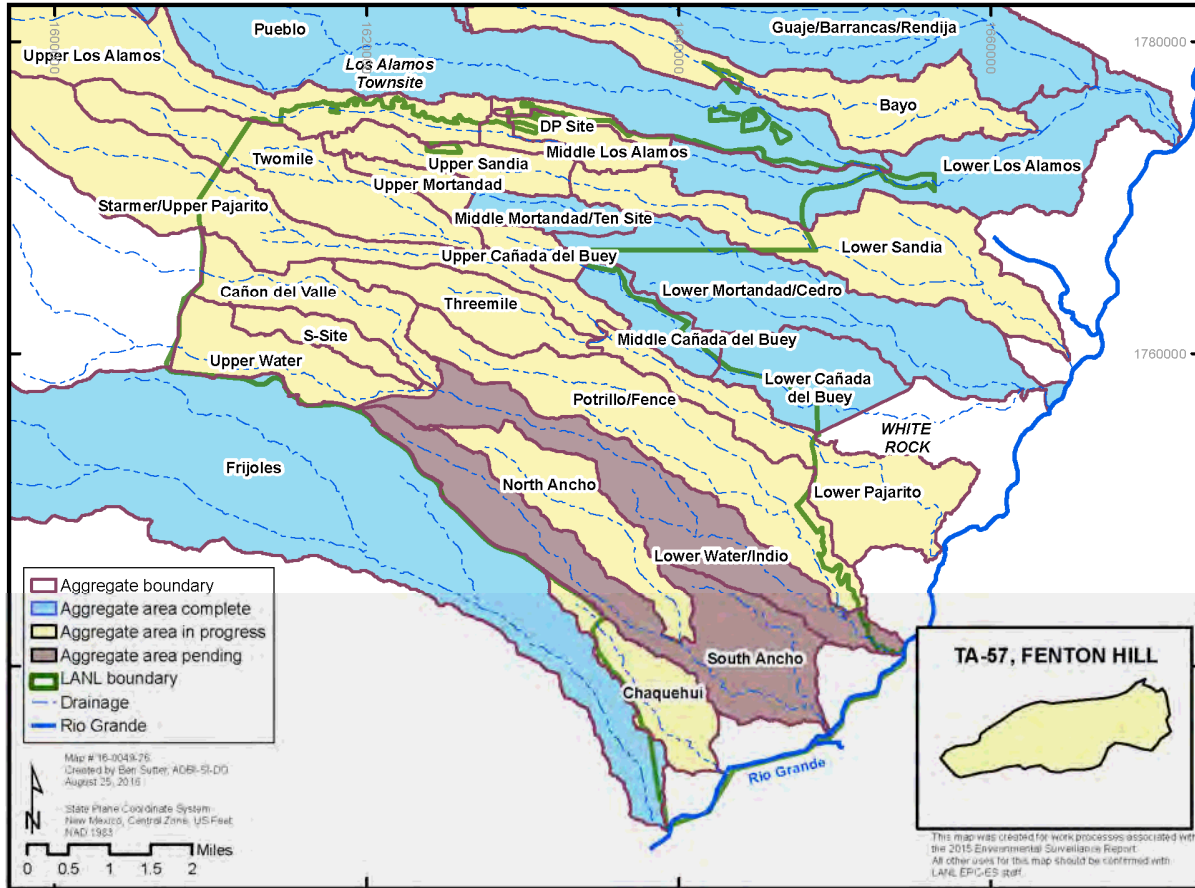 Pueblo
Guaje/Barrancas/Rendija
Upper Los Alamos
1620000
1640000
1660000
1780000
Los Alamos
Townsite
Bayo
DP Site
Twomile
Upper Sandia
Middle Los Alamos
Lower Los Alamos
Upper Mortandad
Starmer/Upper Pajarito
Middle Mortandad/Ten Site
Lower Sandia
Upper Cañada del Buey
Cañon del Valle
Threemile
Lower Mortandad/Cedro
S-Site
Middle Cañada del Buey
1760000
Upper Water
Lower Cañada
del Buey
Potrillo/Fence
WHITE
ROCK
Frijoles
North Ancho
Lower Pajarito
Lower Water/Indio
South Ancho
Chaquehui
Rio Grande
Aggregate boundary
Aggregate area complete
Aggregate area in progress
Aggregate area pending
LANL boundary
Drainage
Rio Grande
TA-57, FENTON HILL
Map # 16-0049-26
Created by Ben Sutter, ADBI-SI-DO
August 25, 2016
State Plane Coordinate System
New Mexico, Central Zone, US Feet
NAD 1983
N
Miles
0 0.5 1 1.5 2
This map was created for work processes associated with
the 2015 Environmental Surveillance Report.
All other uses for this map should be confirmed with
LANL EPC-ES staff.